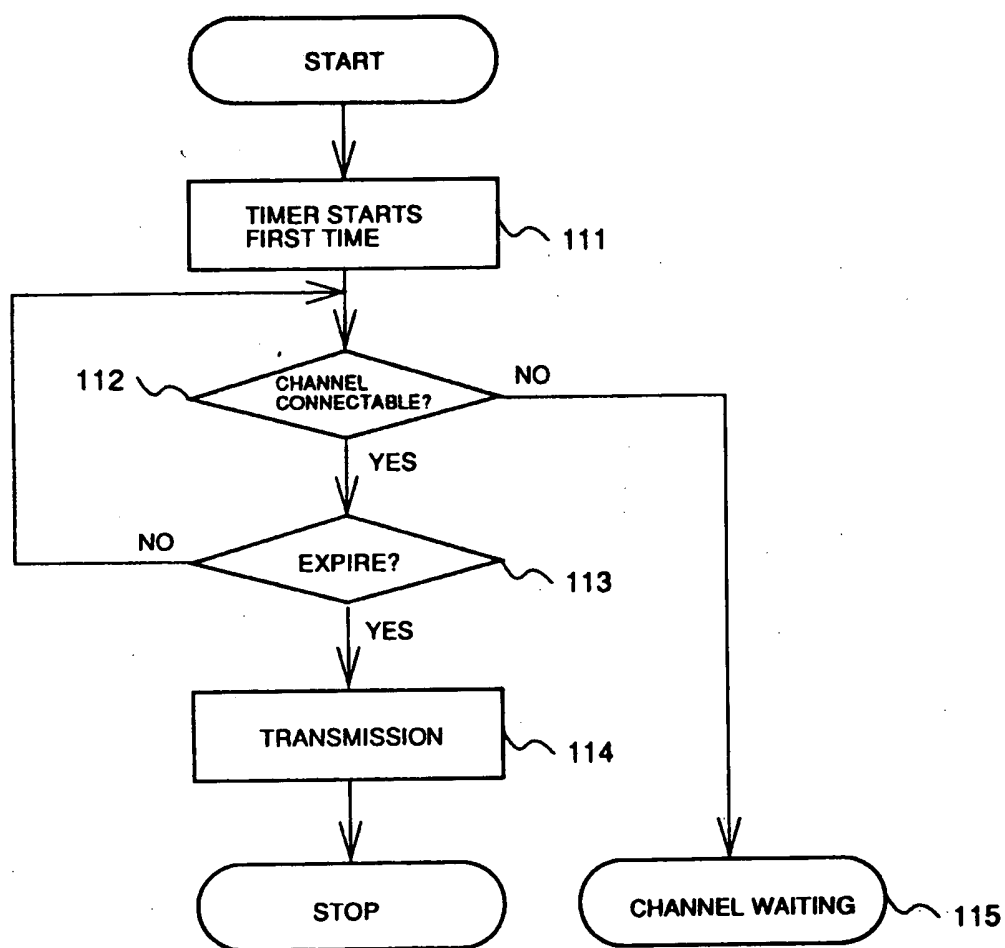 START
TIMER STARTS
FIRST TIME
111
112
CHANNEL
CONNECTABLE?
NO
YES
NO
EXPIRE?
113
YES
TRANSMISSION
114
STOP
CHANNEL WAITING
115